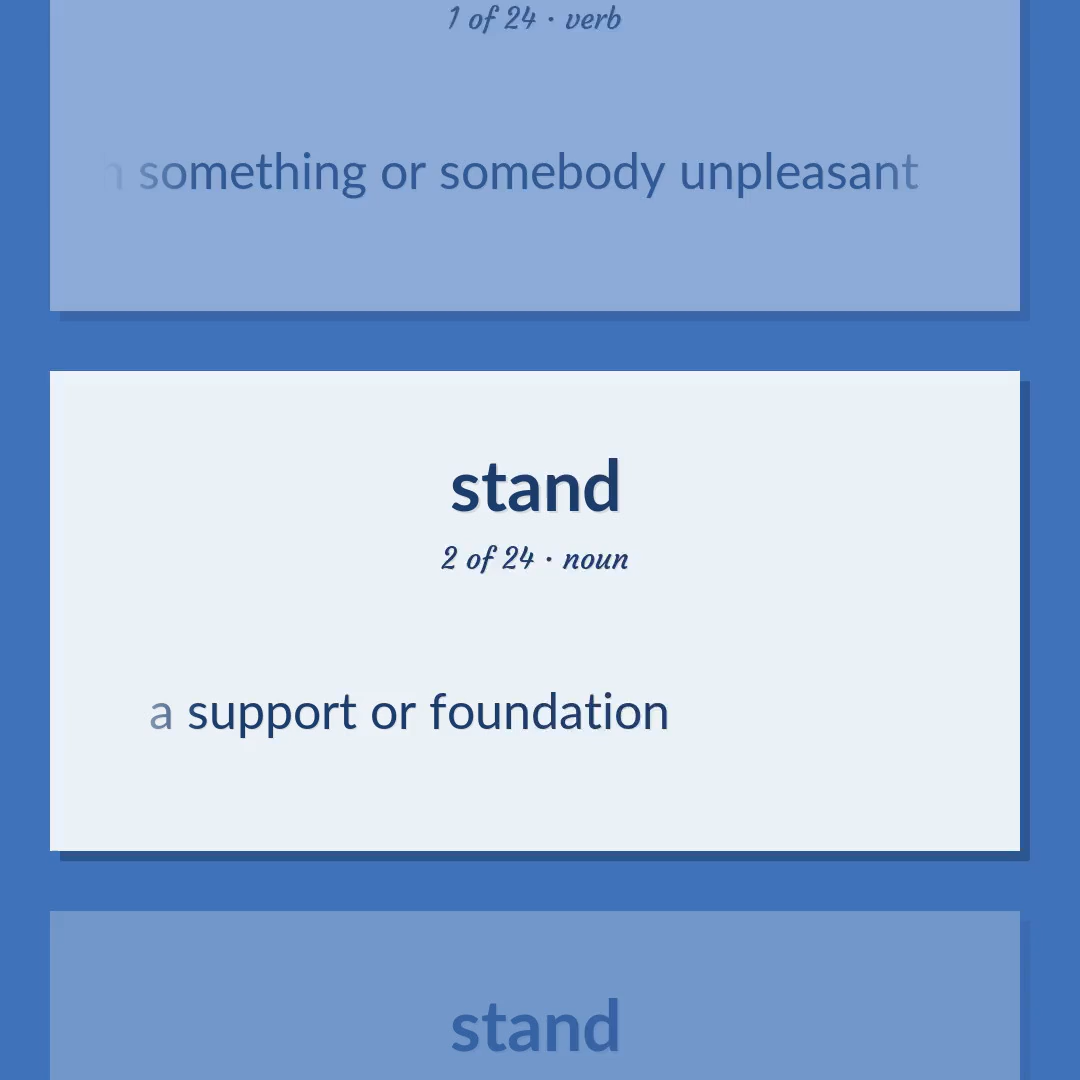 1 of 24 · verb
something or somebody unpleasant
stand
2 of 24 · noun
a support or foundation
stand